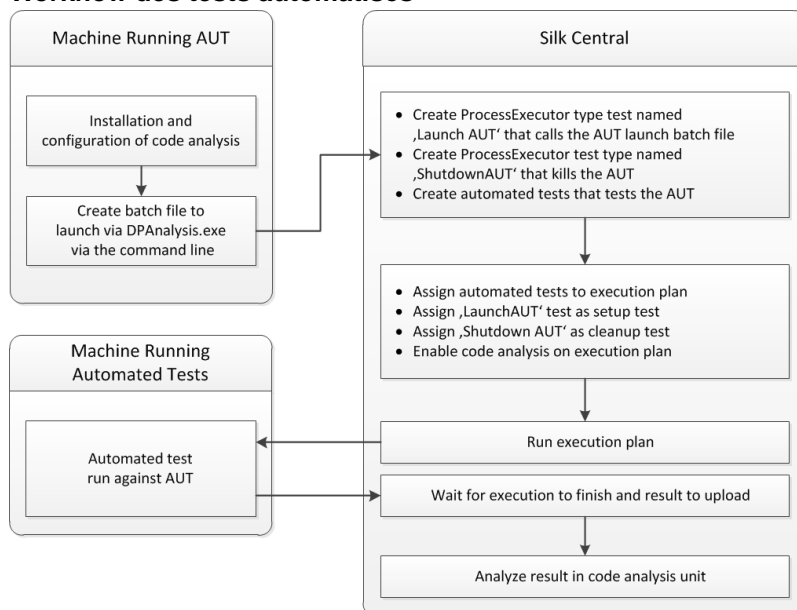 Workflow des tests automatisés
Machine Running AUT
Installation and
configuration of code analysis
Create batch file to
launch via DPAnalysis.exe
via the command line
Silk Central
• Create ProcessExecutor type test named
‚Launch AUT‘ that calls the AUT launch batch file
• Create ProcessExecutor test type named
‚ShutdownAUT‘ that kills the AUT
• Create automated tests that tests the AUT
• Assign automated tests to execution plan
• Assign ‚LaunchAUT‘ test as setup test
• Assign ‚Shutdown AUT‘ as cleanup test
• Enable code analysis on execution plan
Machine Running
Automated Tests
Automated test
run against AUT
Run execution plan
Wait for execution to finish and result to upload
Analyze result in code analysis unit